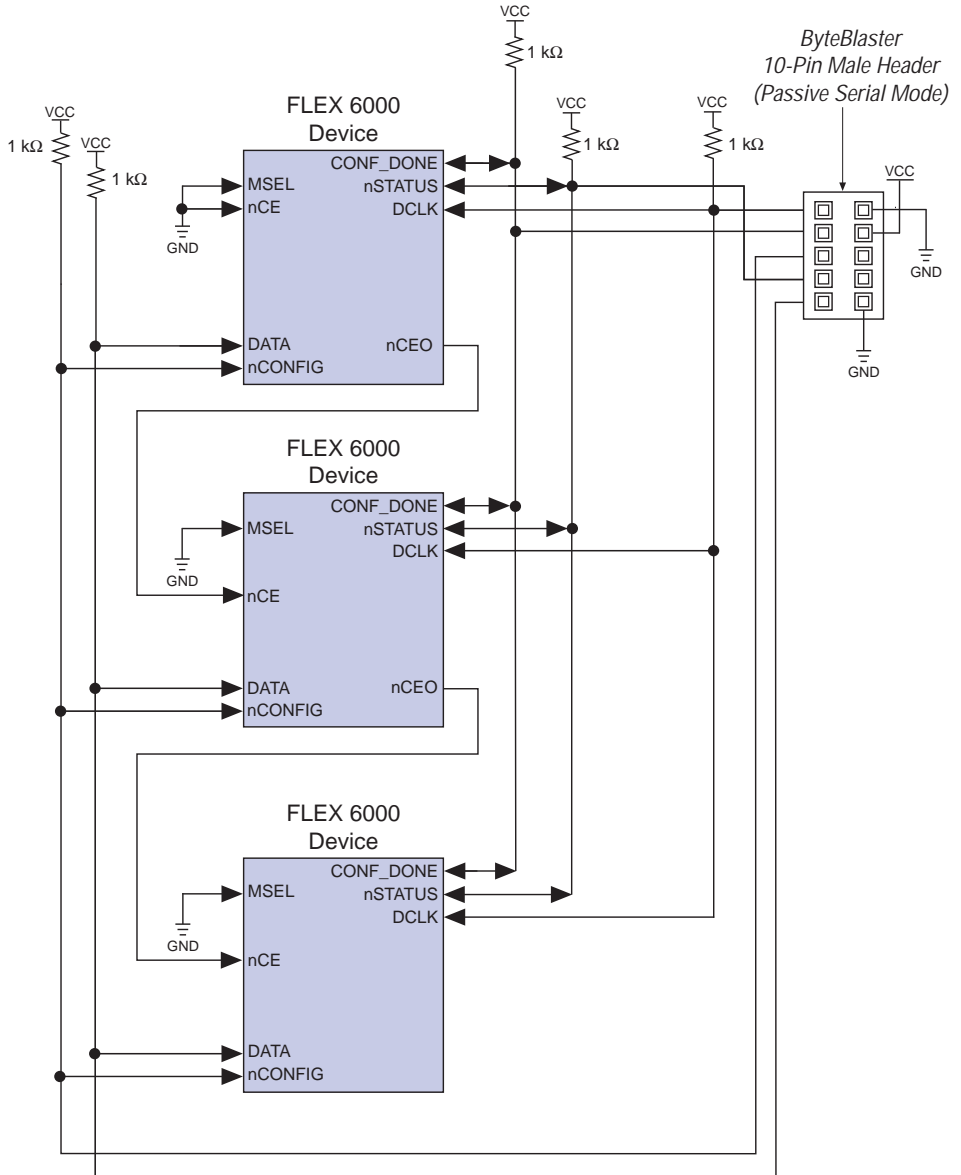 VCC
1 kΩ
ByteBlaster
10-Pin Male Header
(Passive Serial Mode)
VCC
1 kΩ
VCC
1 kΩ
VCC
1 kΩ
VCC
1 kΩ
VCC
GND
GND
FLEX 6000
Device
CONF_DONE
MSEL
nSTATUS
nCE
DCLK
GND
DATA
nCEO
nCONFIG
FLEX 6000
Device
CONF_DONE
MSEL
nSTATUS
DCLK
GND
nCE
DATA
nCEO
nCONFIG
FLEX 6000
Device
CONF_DONE
MSEL
nSTATUS
DCLK
GND
nCE
DATA
nCONFIG